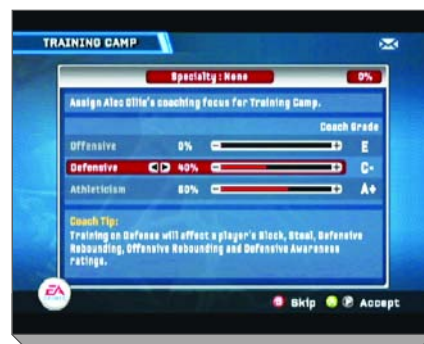 TRAINING CAMP
Specialty: None 0%
Assign Alec Ollie's coaching focus for Training Camp.
Coach Grade
Offensive 0% E
Defensive 40% C-
Athleticism 60% A+
Coach Tip:
Training on Defense will affect a player's Block, Steal, Defensive
Rebounding, Offensive Rebounding and Defensive Awareness
ratings.
EA
Skip Accept